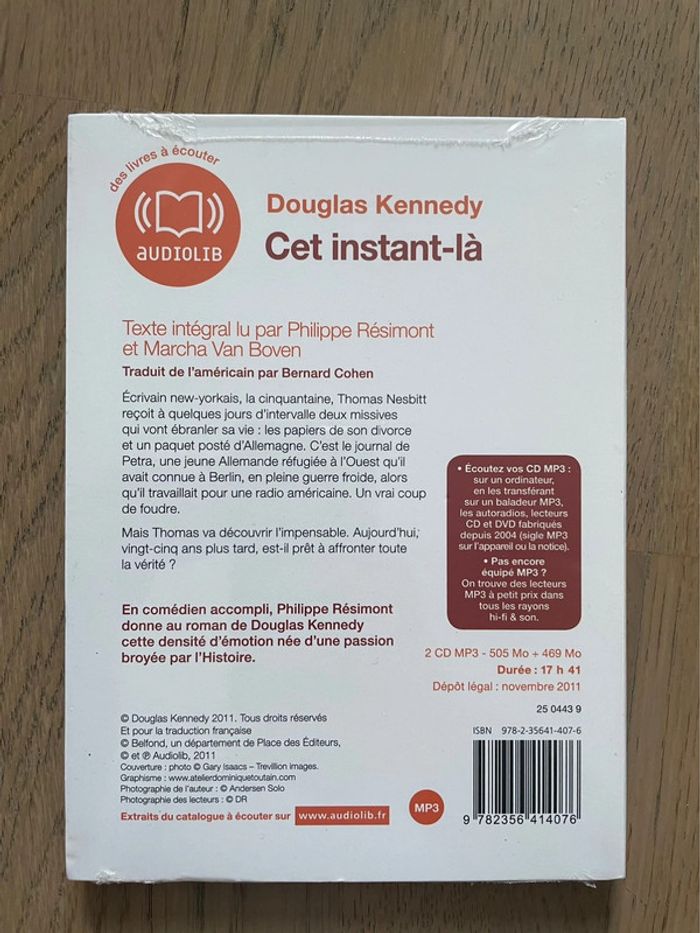 des livres à écouter
AUDIOLIB
Douglas Kennedy
Cet instant-là
Texte intégral lu par Philippe Résimont
et Marcha Van Boven
Traduit de l'américain par Bernard Cohen
Écrivain new-yorkais, la cinquantaine, Thomas Nesbitt
reçoit à quelques jours d'intervalle deux missives
qui vont ébranler sa vie : les papiers de son divorce
et un paquet posté d'Allemagne. C'est le journal de
Petra, une jeune Allemande réfugiée à l'Ouest qu'il
avait connue à Berlin, en pleine guerre froide, alors
qu'il travaillait pour une radio américaine. Un vrai coup
de foudre.
Mais Thomas va découvrir l'impensable. Aujourd'hui,
vingt-cinq ans plus tard, est-il prêt à affronter toute
la vérité ?
En comédien accompli, Philippe Résimont
donne au roman de Douglas Kennedy
cette densité d'émotion née d'une passion
broyée par l'Histoire.
• Écoutez vos CD MP3 :
sur un ordinateur,
en les transférant
sur un baladeur MP3,
les autoradios, lecteurs
CD et DVD fabriqués
depuis 2004 (sigle MP3
sur l'appareil ou la notice).
• Pas encore
équipé MP3 ?
On trouve des lecteurs
MP3 à petit prix dans
tous les rayons
hi-fi & son.
2 CD MP3 - 505 Mo + 469 Mo
Durée : 17 h 41
Dépôt légal : novembre 2011
25 0443 9
© Douglas Kennedy 2011. Tous droits réservés
Et pour la traduction française
© Belfond, un département de Place des Éditeurs,
© et ℗ Audiolib, 2011
Couverture : photo © Gary Isaacs – Trevillion images.
Graphisme : www.atelierdominiquetoutain.com
Photographie de l'auteur : © Andersen Solo
Photographie des lecteurs : © DR
Extraits du catalogue à écouter sur www.audiolib.fr
MP3
ISBN 978-2-35641-407-6
9 782356 414076